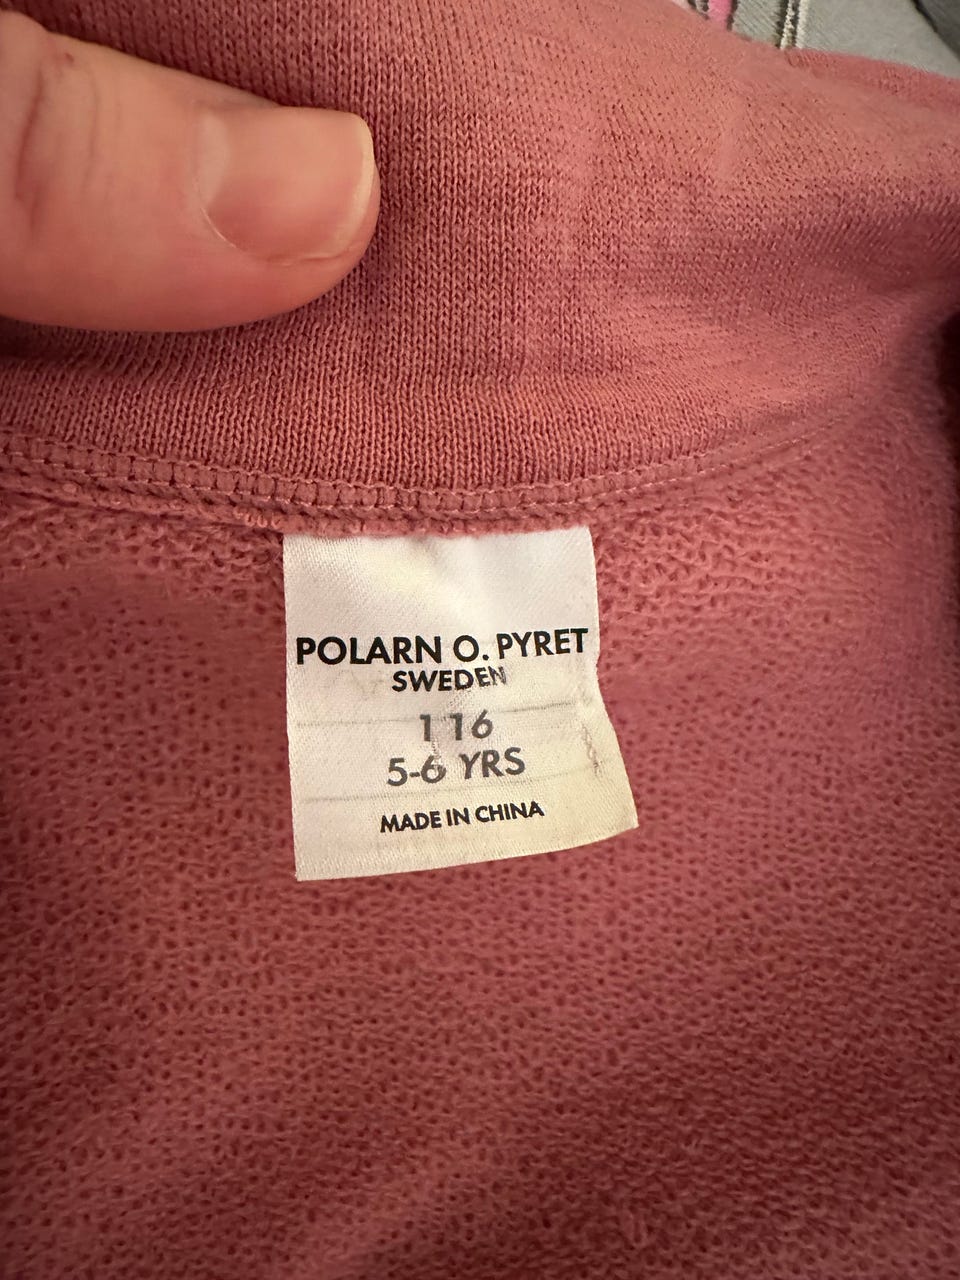 POLARN O. PYRET
SWEDEN
116
5-6 YRS
MADE IN CHINA